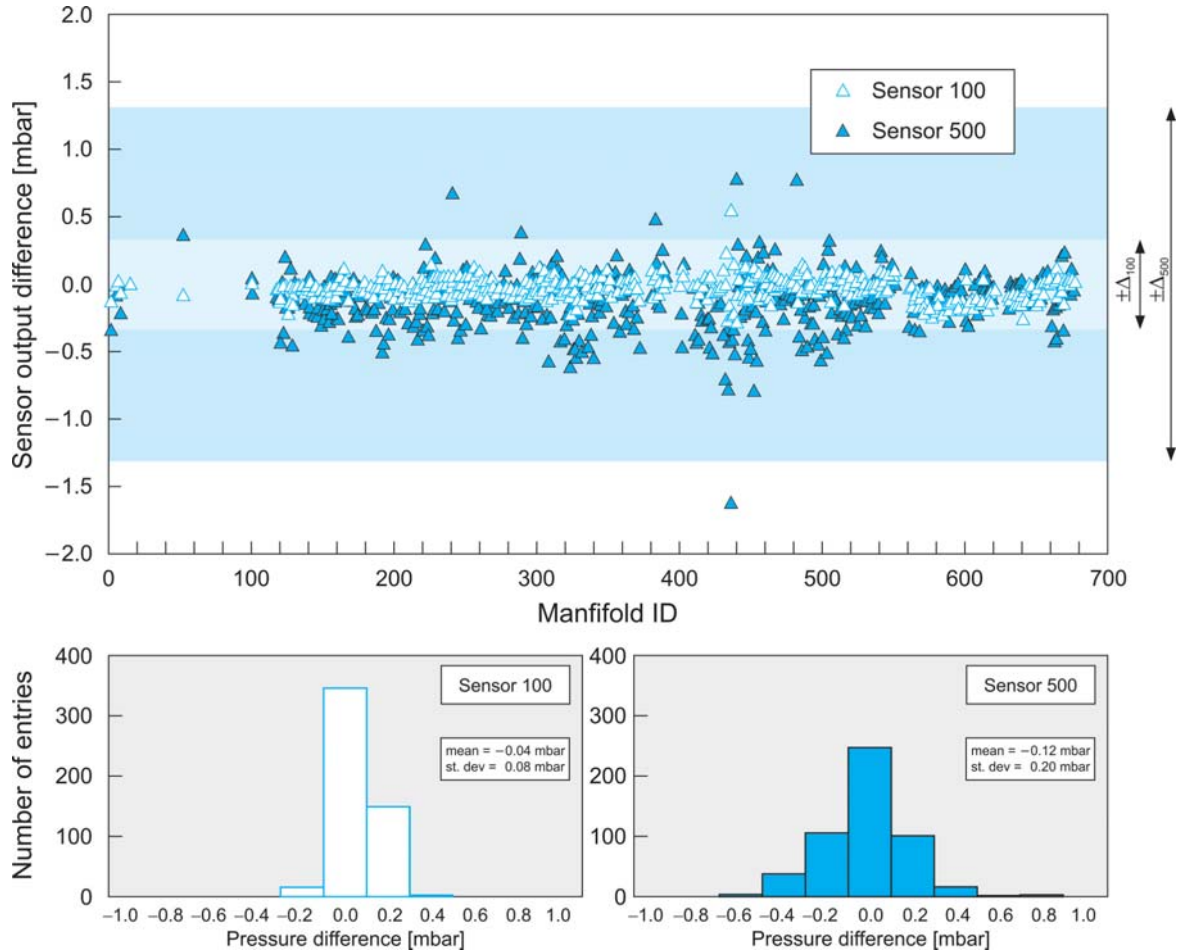 Sensor output difference [mbar]
2.0
1.5
1.0
0.5
0.0
−0.5
−1.0
−1.5
−2.0
Sensor 100
Sensor 500
±Δ100
±Δ500
0 100 200 300 400 500 600 700
Manfifold ID
Number of entries
400
300
200
100
0
Sensor 100
mean = −0.04 mbar
st. dev = 0.08 mbar
−1.0 −0.8 −0.6 −0.4 −0.2 0.0 0.2 0.4 0.6 0.8 1.0
Pressure difference [mbar]
400
300
200
100
0
Sensor 500
mean = −0.12 mbar
st. dev = 0.20 mbar
−1.0 −0.8 −0.6 −0.4 −0.2 0.0 0.2 0.4 0.6 0.8 1.0
Pressure difference [mbar]